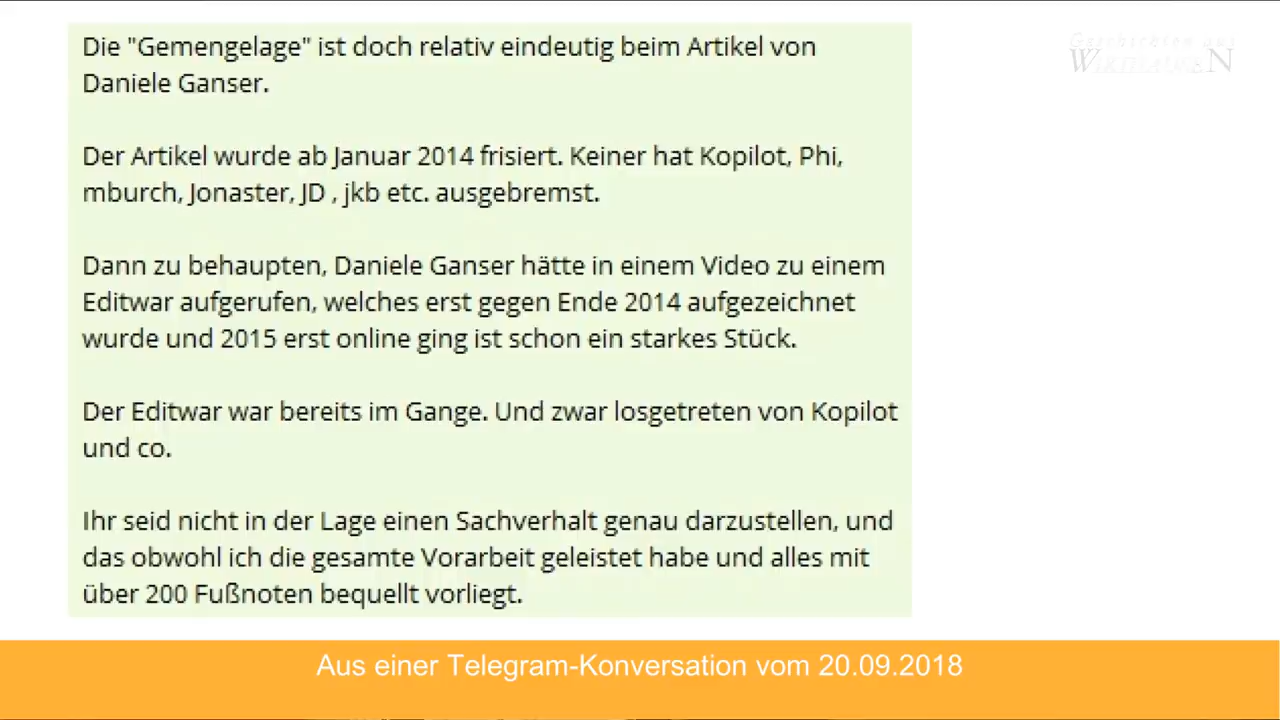 Die "Gemengelage" ist doch relativ eindeutig beim Artikel von
Daniele Ganser.
Der Artikel wurde ab Januar 2014 frisiert. Keiner hat Kopilot, Phi,
mburch, Jonaster, JD , jkb etc. ausgebremst.
Dann zu behaupten, Daniele Ganser hätte in einem Video zu einem
Editwar aufgerufen, welches erst gegen Ende 2014 aufgezeichnet
wurde und 2015 erst online ging ist schon ein starkes Stück.
Der Editwar war bereits im Gange. Und zwar losgetreten von Kopilot
und co.
Ihr seid nicht in der Lage einen Sachverhalt genau darzustellen, und
das obwohl ich die gesamte Vorarbeit geleistet habe und alles mit
über 200 Fußnoten bequellt vorliegt.
Geschichten aus
Aus einer Telegram-Konversation vom 20.09.2018